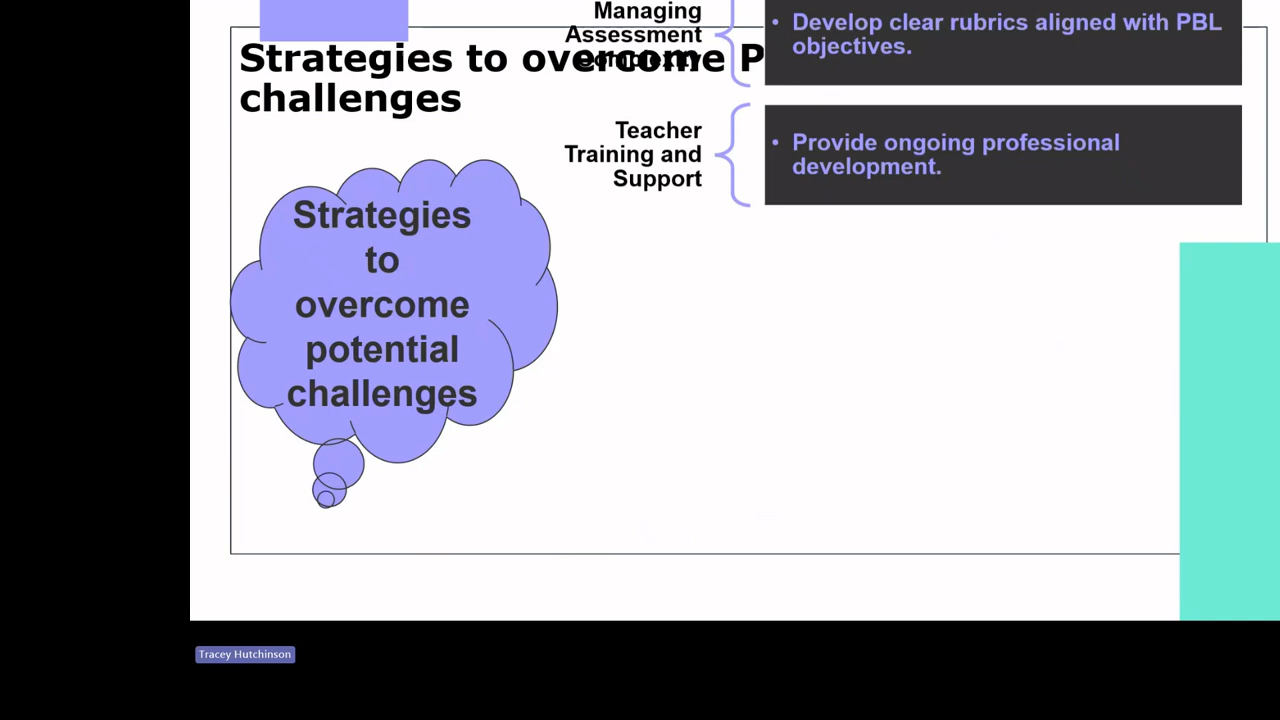 Strategies to overcome P
challenges
Managing
Assessment
Complexity
• Develop clear rubrics aligned with PBL
objectives.
Teacher
Training and
Support
• Provide ongoing professional
development.
Strategies
to
overcome
potential
challenges
Tracey Hutchinson